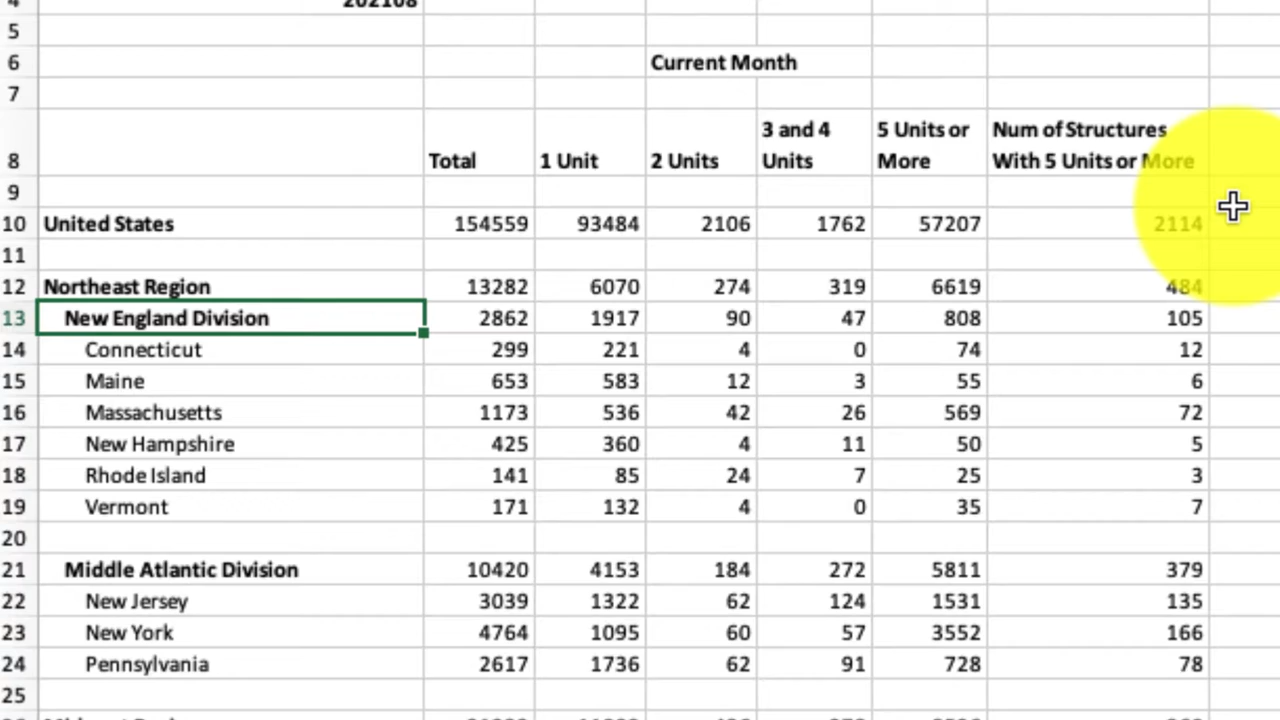 4 202108
5
6 Current Month
7
3 and 4 5 Units or Num of Structures
8 Total 1 Unit 2 Units Units More With 5 Units or More
9
10 United States 154559 93484 2106 1762 57207 2114
11
12 Northeast Region 13282 6070 274 319 6619 484
13 New England Division 2862 1917 90 47 808 105
14 Connecticut 299 221 4 0 74 12
15 Maine 653 583 12 3 55 6
16 Massachusetts 1173 536 42 26 569 72
17 New Hampshire 425 360 4 11 50 5
18 Rhode Island 141 85 24 7 25 3
19 Vermont 171 132 4 0 35 7
20
21 Middle Atlantic Division 10420 4153 184 272 5811 379
22 New Jersey 3039 1322 62 124 1531 135
23 New York 4764 1095 60 57 3552 166
24 Pennsylvania 2617 1736 62 91 728 78
25